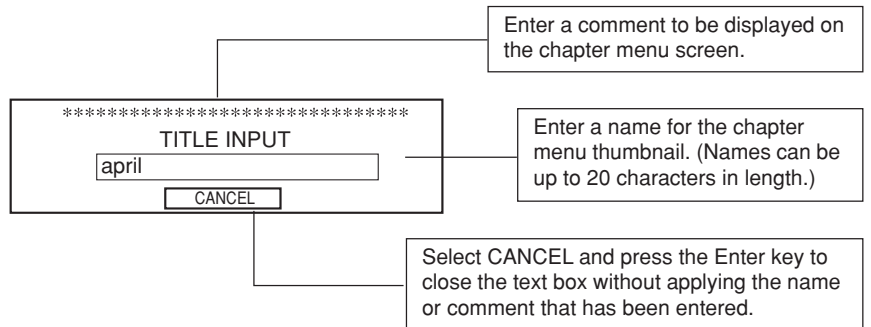 Enter a comment to be displayed on
the chapter menu screen.
*******************************
TITLE INPUT
april
CANCEL
Enter a name for the chapter
menu thumbnail. (Names can be
up to 20 characters in length.)
Select CANCEL and press the Enter key to
close the text box without applying the name
or comment that has been entered.